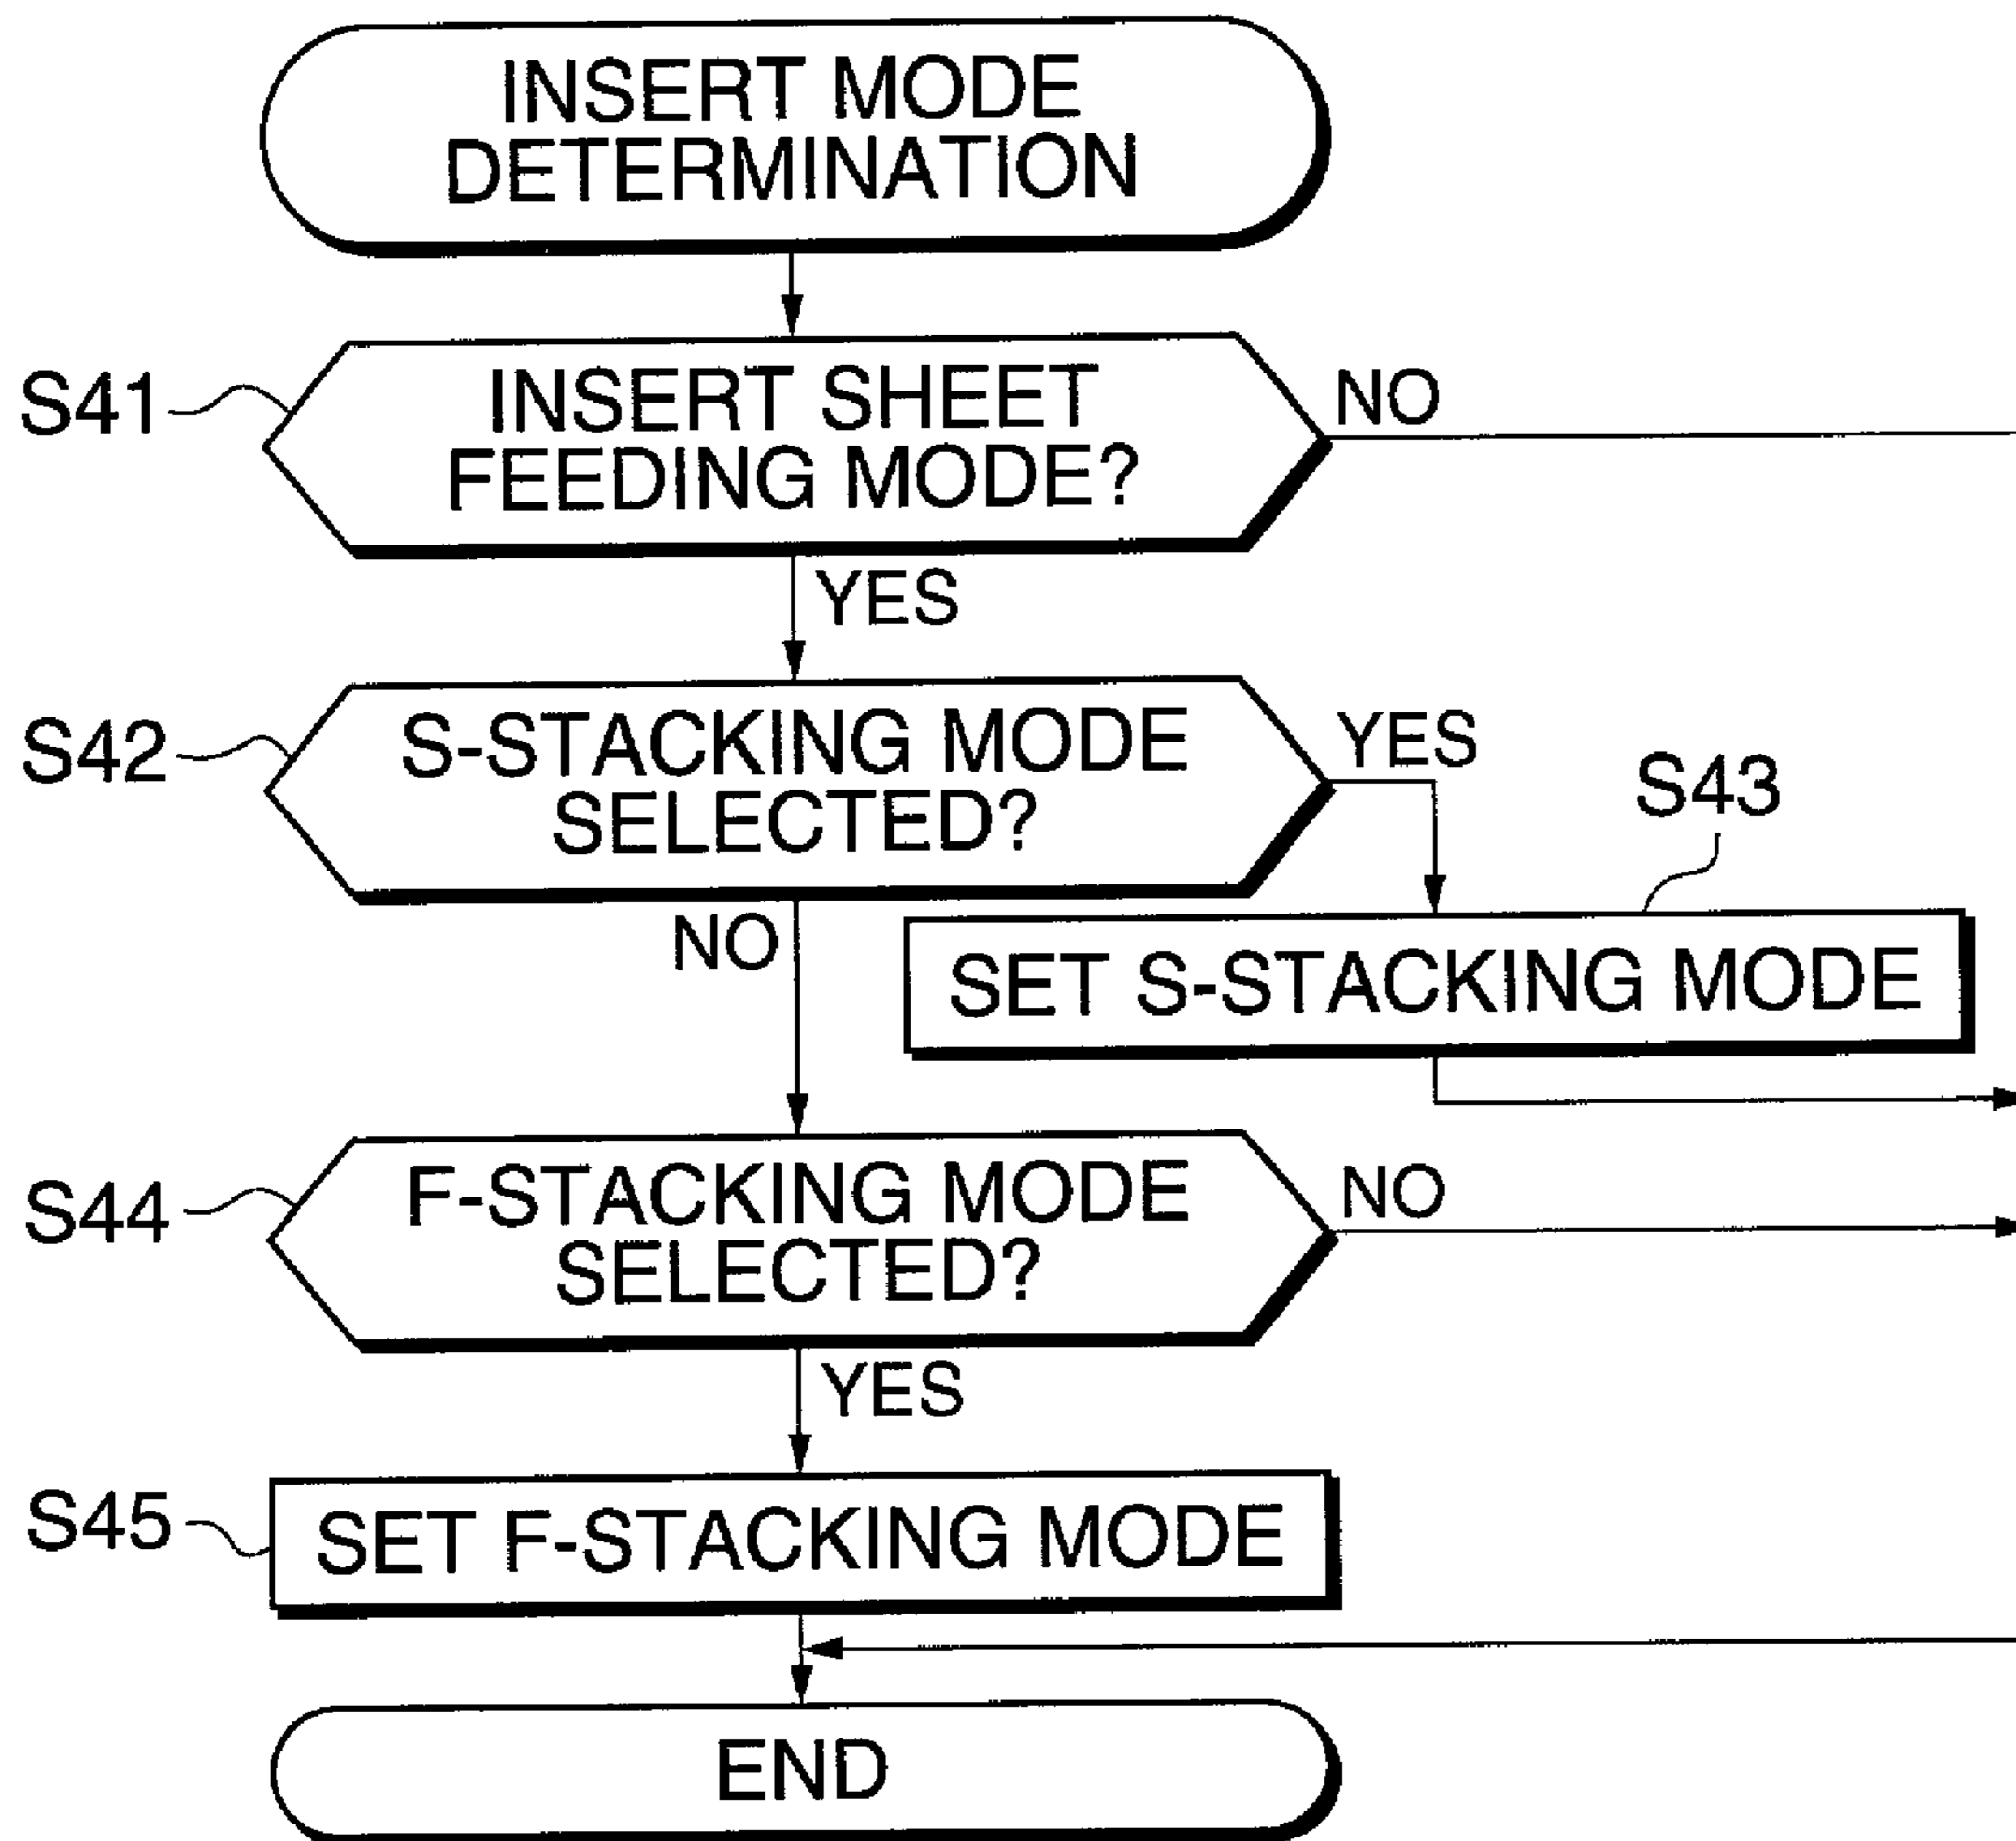 INSERT MODE
DETERMINATION
S41
INSERT SHEET
FEEDING MODE?
NO
YES
S42
S-STACKING MODE
SELECTED?
YES
S43
NO
SET S-STACKING MODE
S44
F-STACKING MODE
SELECTED?
NO
YES
S45
SET F-STACKING MODE
END